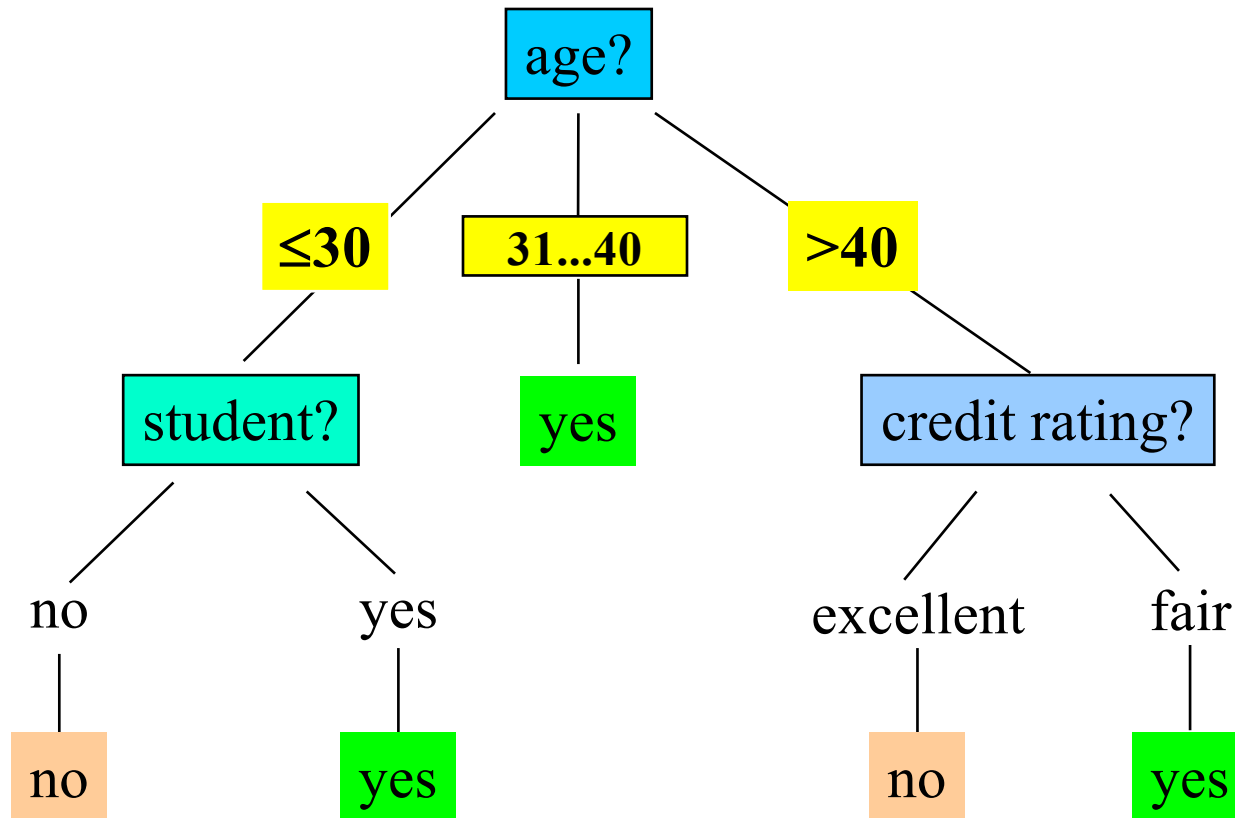 age?
≤30
31...40
>40
student?
yes
credit rating?
no
yes
excellent
fair
no
yes
no
yes